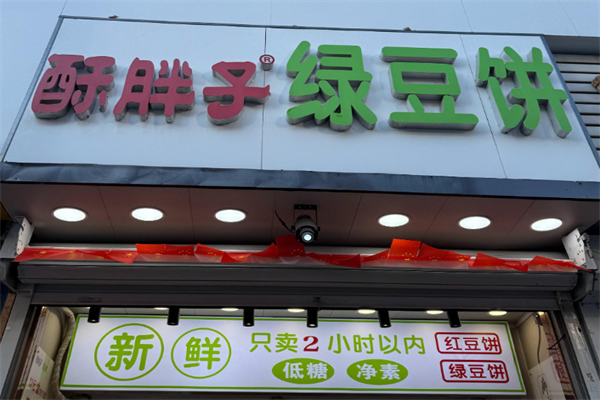 酥胖子® 绿豆饼
新鲜 只卖2小时以内 红豆饼
低糖 净素 绿豆饼